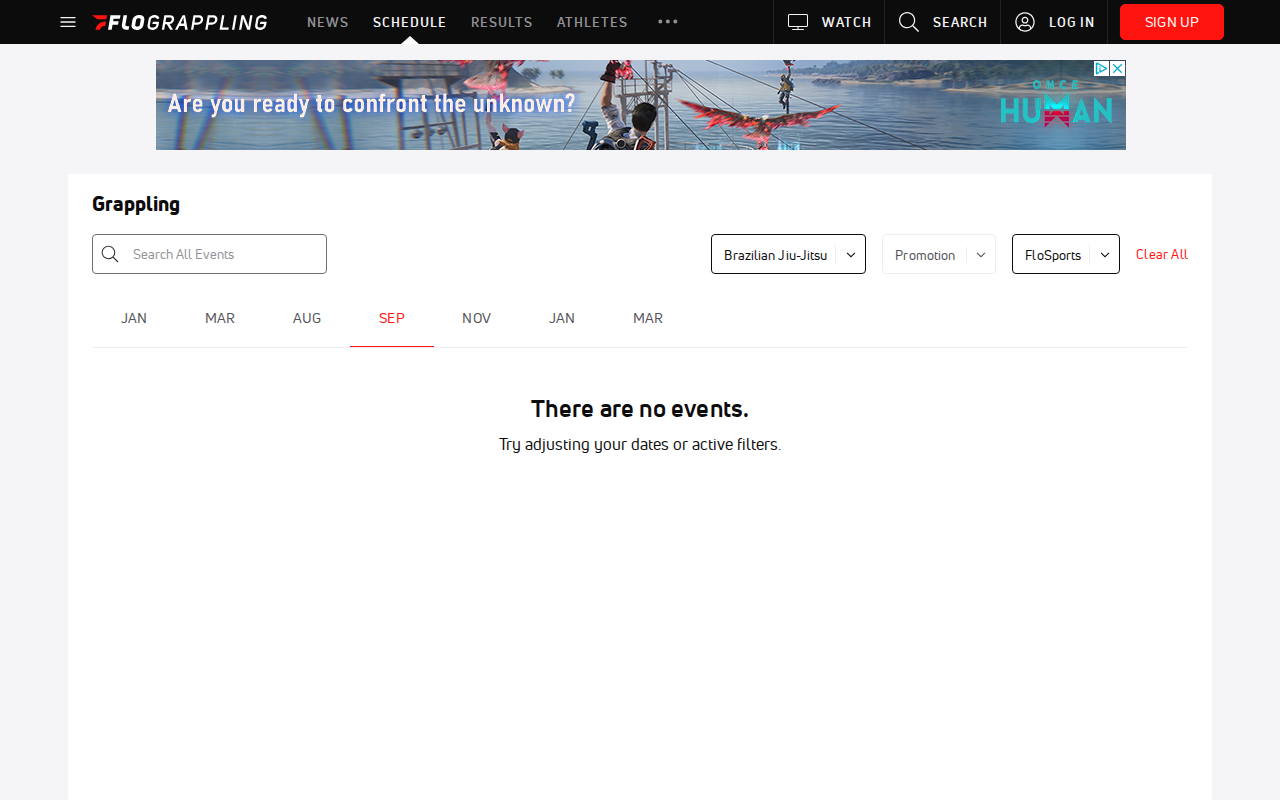 FLOGRAPPLING NEWS SCHEDULE RESULTS ATHLETES WATCH SEARCH LOG IN SIGN UP
Are you ready to confront the unknown?
ONCE
HUMAN
Grappling
Search All Events Brazilian Jiu-Jitsu Promotion FloSports Clear All
JAN MAR AUG SEP NOV JAN MAR
There are no events.
Try adjusting your dates or active filters.